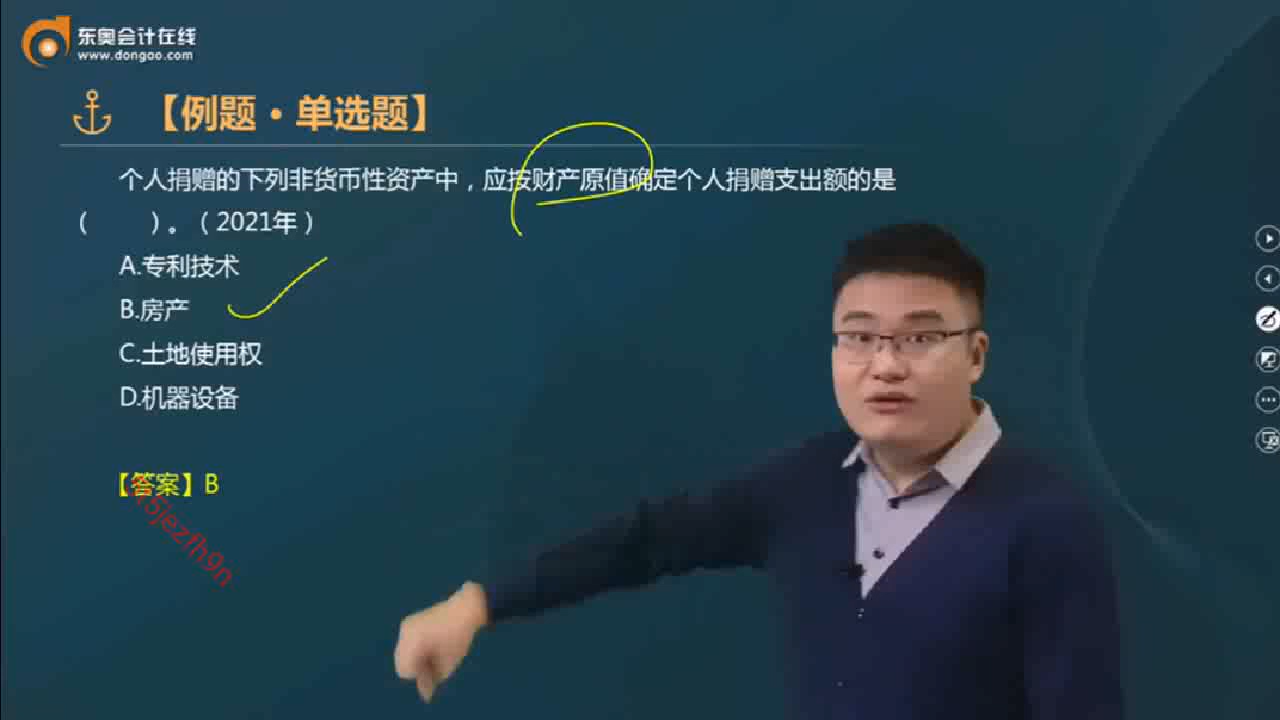 东奥会计在线
www.dongao.com
【例题·单选题】
个人捐赠的下列非货币性资产中，应按财产原值确定个人捐赠支出额的是
（  ）。（2021年）
A.专利技术
B.房产
C.土地使用权
D.机器设备
【答案】B